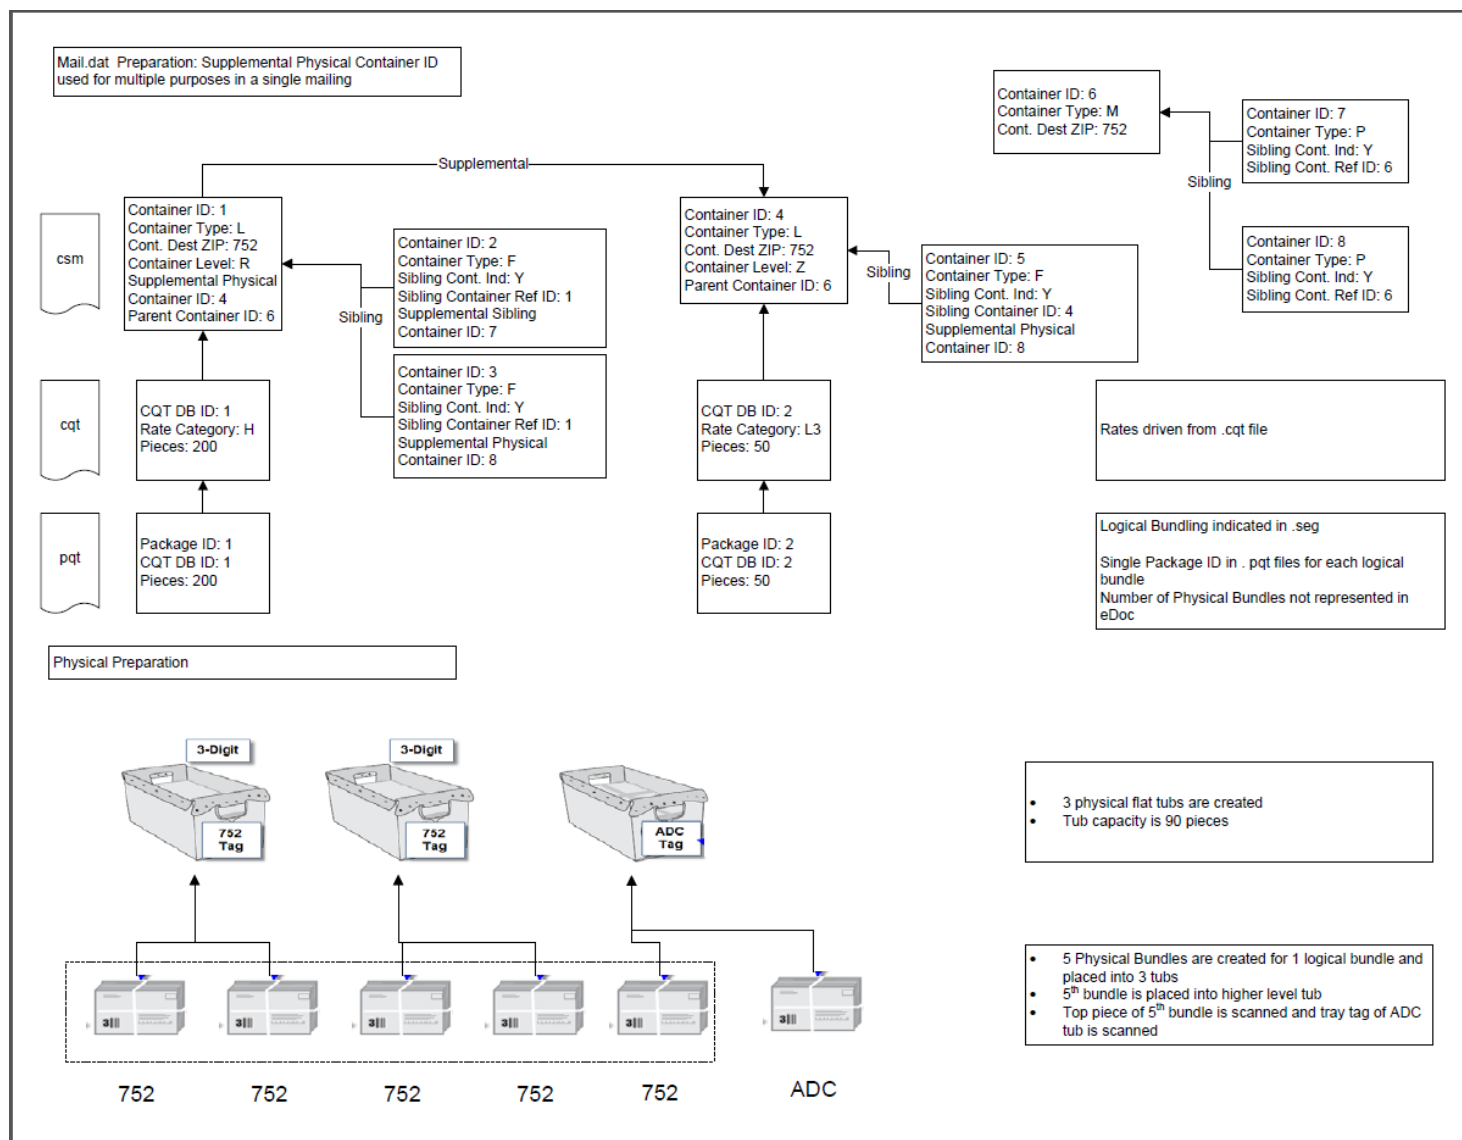 Mail.dat Preparation: Supplemental Physical Container ID
used for multiple purposes in a single mailing
Container ID: 6
Container Type: M
Cont. Dest ZIP: 752
Container ID: 7
Container Type: P
Sibling Cont. Ind: Y
Sibling Cont. Ref ID: 6
Sibling
Container ID: 8
Container Type: P
Sibling Cont. Ind: Y
Sibling Cont. Ref ID: 6
Supplemental
csm
Container ID: 1
Container Type: L
Cont. Dest ZIP: 752
Container Level: R
Supplemental Physical
Container ID: 4
Parent Container ID: 6
Sibling
Container ID: 2
Container Type: F
Sibling Cont. Ind: Y
Sibling Container Ref ID: 1
Supplemental Sibling
Container ID: 7
Container ID: 3
Container Type: F
Sibling Cont. Ind: Y
Sibling Container Ref ID: 1
Supplemental Physical
Container ID: 8
Container ID: 4
Container Type: L
Cont. Dest ZIP: 752
Container Level: Z
Parent Container ID: 6
Sibling
Container ID: 5
Container Type: F
Sibling Cont. Ind: Y
Sibling Container ID: 4
Supplemental Physical
Container ID: 8
cqt
CQT DB ID: 1
Rate Category: H
Pieces: 200
CQT DB ID: 2
Rate Category: L3
Pieces: 50
Rates driven from .cqt file
pqt
Package ID: 1
CQT DB ID: 1
Pieces: 200
Package ID: 2
CQT DB ID: 2
Pieces: 50
Logical Bundling indicated in .seg
Single Package ID in . pqt files for each logical
bundle
Number of Physical Bundles not represented in
eDoc
Physical Preparation
3-Digit
752
Tag
3-Digit
752
Tag
ADC
Tag
• 3 physical flat tubs are created
• Tub capacity is 90 pieces
3
3
3
3
3
3
• 5 Physical Bundles are created for 1 logical bundle and
placed into 3 tubs
• 5th bundle is placed into higher level tub
• Top piece of 5th bundle is scanned and tray tag of ADC
tub is scanned
752
752
752
752
752
ADC